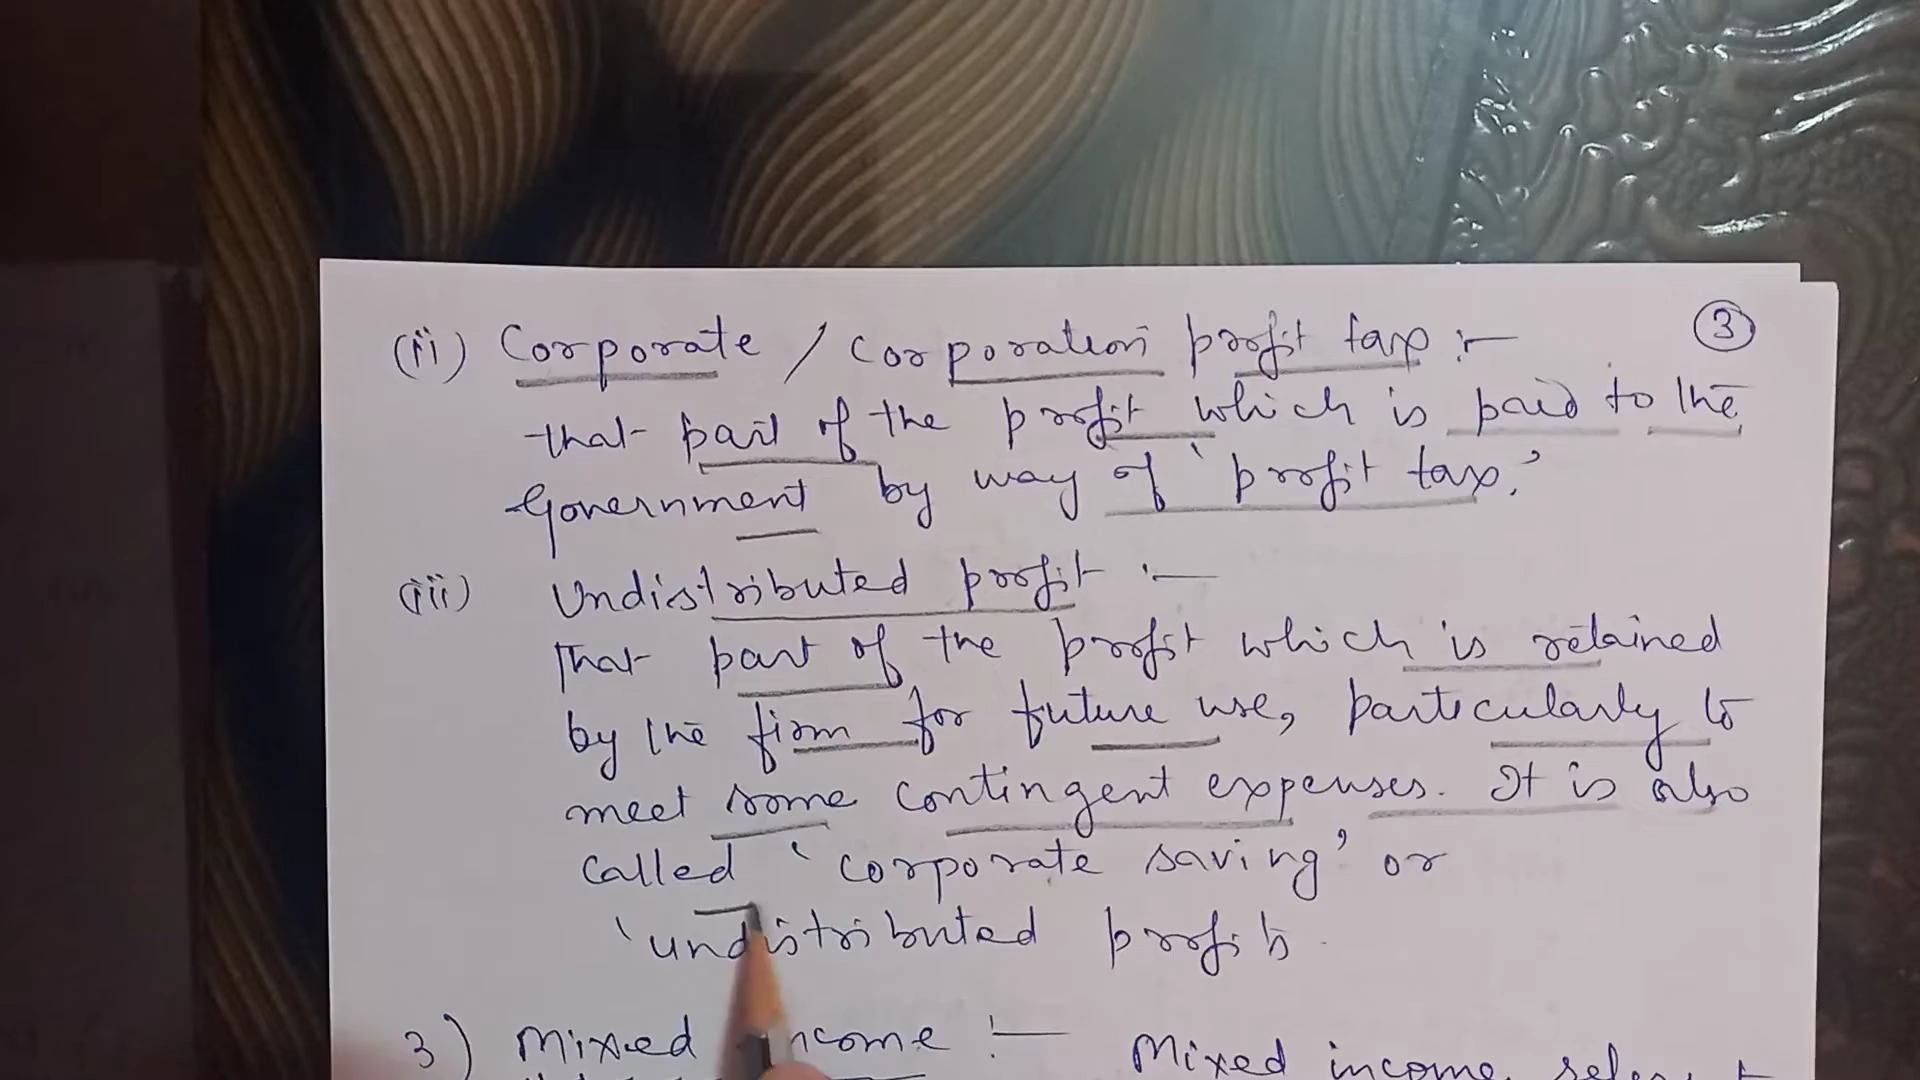 3
(ii) Corporate / corporation profit tax :-
that part of the profit which is paid to the
Government by way of 'profit tax.'
(iii) Undistributed profit :-
That part of the profit which is retained
by the firm for future use, particularly to
meet some contingent expenses. It is also
called 'corporate saving' or
'undistributed profits.
3) Mixed income :- Mixed income